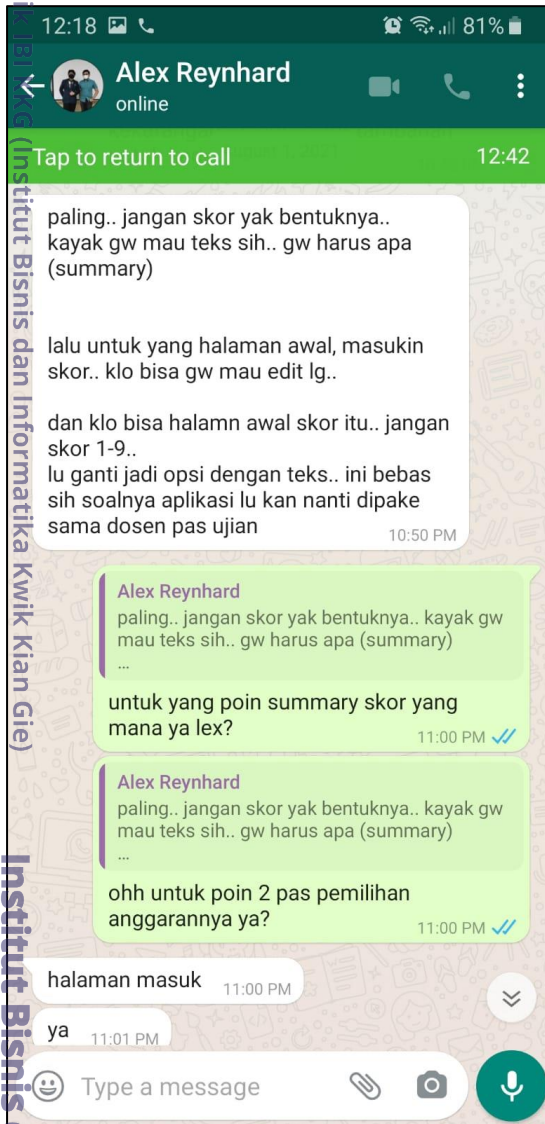 12:18 81%
Alex Reynhard
online
Tap to return to call 12:42
paling.. jangan skor yak bentuknya..
kayak gw mau teks sih.. gw harus apa
(summary)
lalu untuk yang halaman awal, masukin
skor.. klo bisa gw mau edit lg..
dan klo bisa halamn awal skor itu.. jangan
skor 1-9..
lu ganti jadi opsi dengan teks.. ini bebas
sih soalnya aplikasi lu kan nanti dipake
sama dosen pas ujian
10:50 PM
Alex Reynhard
paling.. jangan skor yak bentuknya.. kayak gw
mau teks sih.. gw harus apa (summary)
...
untuk yang poin summary skor yang
mana ya lex?
11:00 PM
Alex Reynhard
paling.. jangan skor yak bentuknya.. kayak gw
mau teks sih.. gw harus apa (summary)
...
ohh untuk poin 2 pas pemilihan
anggarannya ya?
11:00 PM
halaman masuk 11:00 PM
ya 11:01 PM
Type a message
ik IBI KKG (Institut Bisnis dan Informatika Kwik Kian Gie)
Institut Bisnis